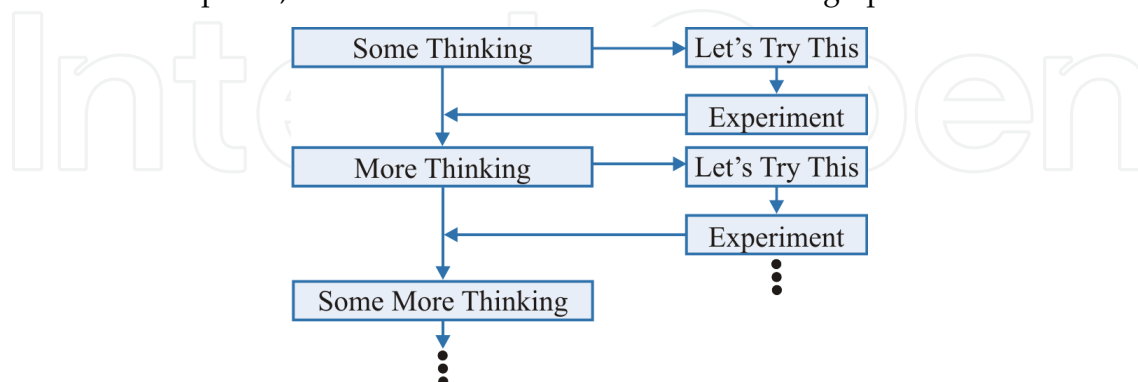 Some Thinking
Let's Try This
Experiment
More Thinking
Let's Try This
Experiment
Some More Thinking